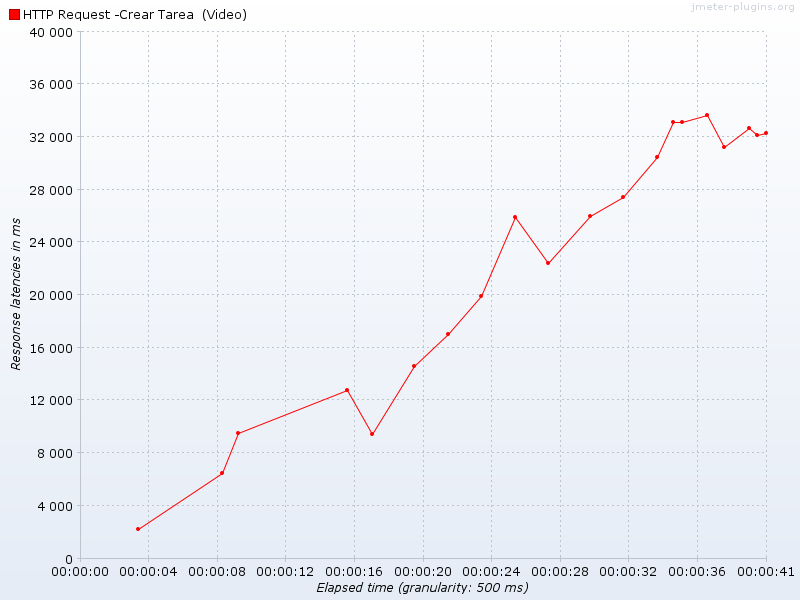 jmeter-plugins.org
HTTP Request -Crear Tarea  (Video)
40 000
36 000
32 000
28 000
24 000
20 000
16 000
12 000
8 000
4 000
0
Response latencies in ms
00:00:00 00:00:04 00:00:08 00:00:12 00:00:16 00:00:20 00:00:24 00:00:28 00:00:32 00:00:36 00:00:41
Elapsed time (granularity: 500 ms)